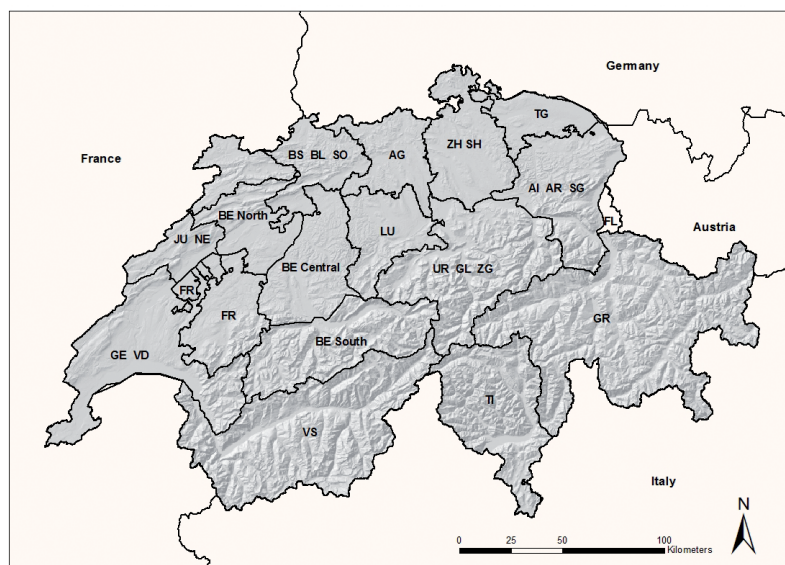 Germany
TG
ZH SH
France
BS BL SO
AG
AI AR SG
BE North
FL
Austria
JU NE
LU
BE Central
UR GL ZG
FR
FR
GR
BE South
GE VD
TI
VS
Italy
N
0 25 50 100
Kilometers